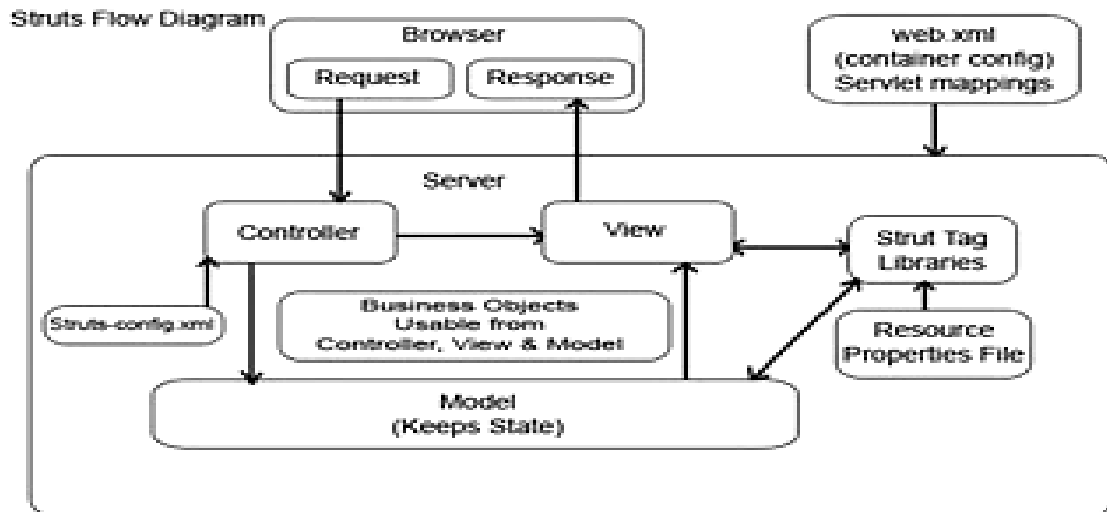 Struts Flow Diagram
Browser
Request
Response
web.xml
(container config)
Servlet mappings
Server
Controller
View
Strut Tag
Libraries
Struts-config.xml
Business Objects
Usable from
Controller, View & Model
Resource
Properties File
Model
(Keeps State)